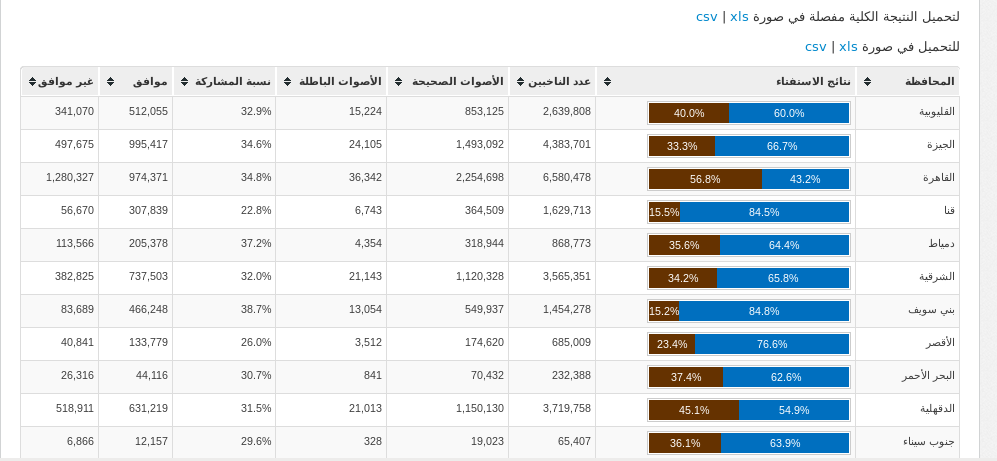 لتحميل النتيجة الكلية مفصلة في صورة csv | xls
للتحميل في صورة csv | xls
المحافظة نتائج الاستفتاء عدد الناخبين الأصوات الصحيحة الأصوات الباطلة نسبة المشاركة موافق غير موافق
القليوبية 60.0% 40.0% 2,639,808 853,125 15,224 32.9% 512,055 341,070
الجيزة 66.7% 33.3% 4,383,701 1,493,092 24,105 34.6% 995,417 497,675
القاهرة 43.2% 56.8% 6,580,478 2,254,698 36,342 34.8% 974,371 1,280,327
قنا 84.5% 15.5% 1,629,713 364,509 6,743 22.8% 307,839 56,670
دمياط 64.4% 35.6% 868,773 318,944 4,354 37.2% 205,378 113,566
الشرقية 65.8% 34.2% 3,565,351 1,120,328 21,143 32.0% 737,503 382,825
بني سويف 84.8% 15.2% 1,454,278 549,937 13,054 38.7% 466,248 83,689
الأقصر 76.6% 23.4% 685,009 174,620 3,512 26.0% 133,779 40,841
البحر الأحمر 62.6% 37.4% 232,388 70,432 841 30.7% 44,116 26,316
الدقهلية 54.9% 45.1% 3,719,758 1,150,130 21,013 31.5% 631,219 518,911
جنوب سيناء 63.9% 36.1% 65,407 19,023 328 29.6% 12,157 6,866